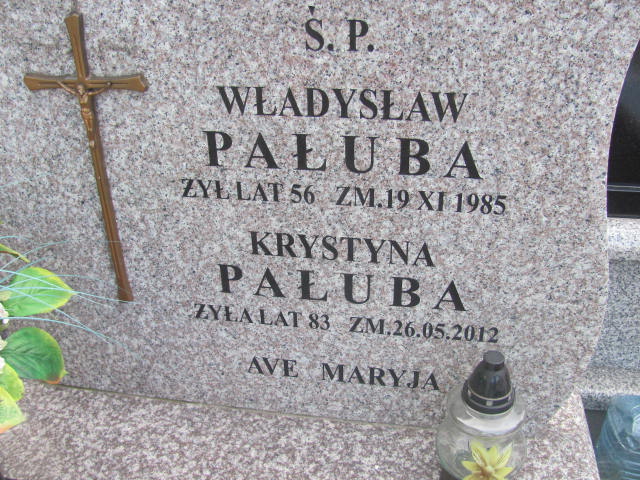 Ś. P.
WŁADYSŁAW
PAŁUBA
ŻYŁ LAT 56 ZM.19 XI 1985
KRYSTYNA
PAŁUBA
ŻYŁA LAT 83 ZM.26.05.2012
AVE MARYJA